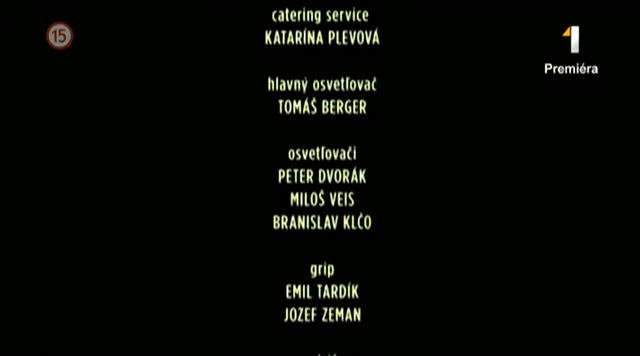 15
1
Premiéra
catering service
KATARÍNA PLEVOVÁ
hlavný osvetľovač
TOMÁŠ BERGER
osvetľovači
PETER DVORÁK
MILOŠ VEIS
BRANISLAV KLČO
grip
EMIL TARDÍK
JOZEF ZEMAN